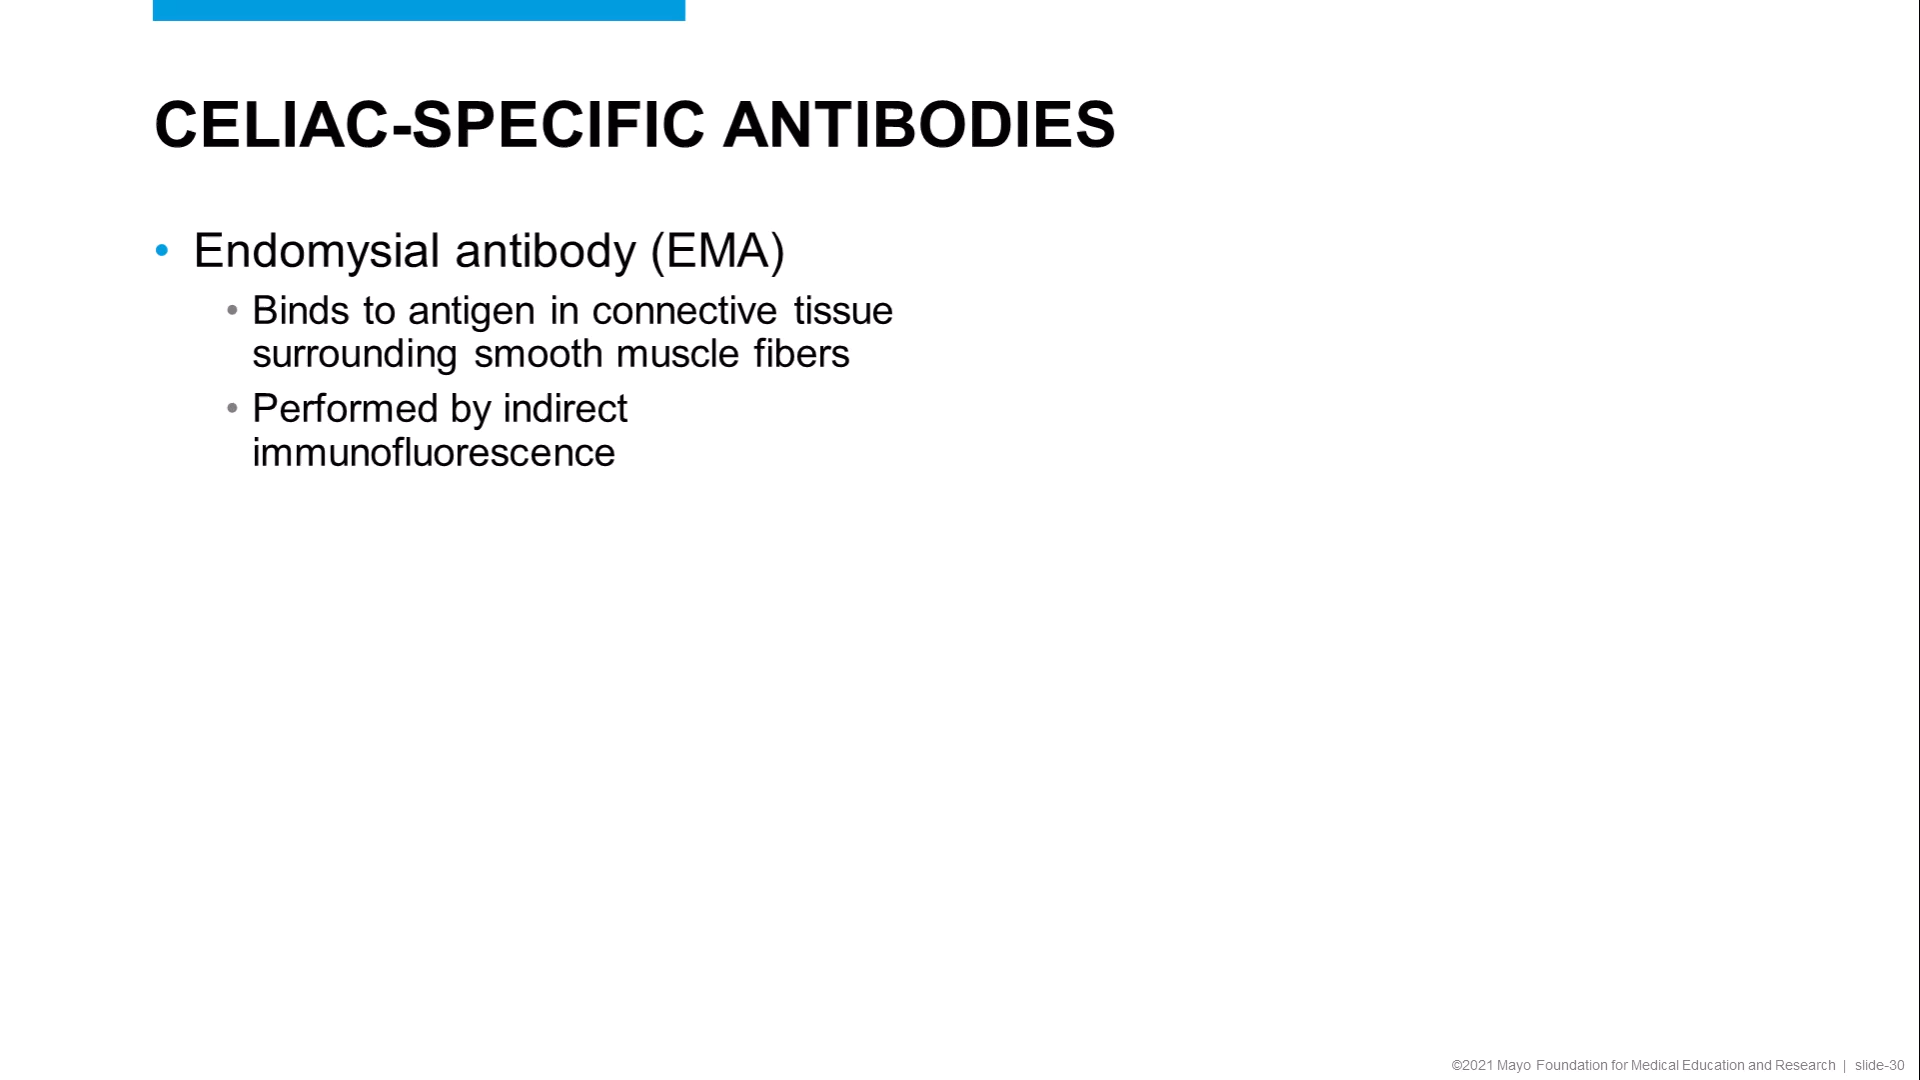 CELIAC-SPECIFIC ANTIBODIES
• Endomysial antibody (EMA)
• Binds to antigen in connective tissue
surrounding smooth muscle fibers
• Performed by indirect
immunofluorescence
©2021 Mayo Foundation for Medical Education and Research | slide-30